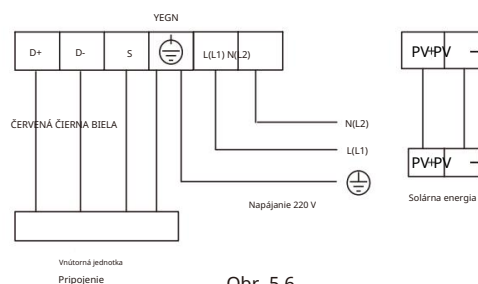 YEGN
D+ D- S L(L1) N(L2)
PV+PV −
ČERVENÁ ČIERNA BIELA
N(L2)
L(L1)
PV+PV −
Napájanie 220 V
Solárna energia
Vnútorná jednotka
Pripojenie
Obr. 5.6